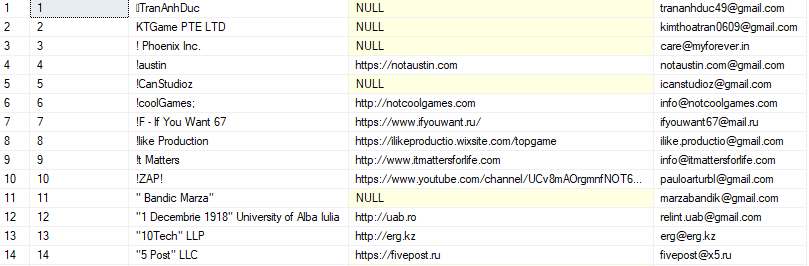 1 1 TranAnhDuc NULL trananhduc49@gmail.com
2 2 KTGame PTE LTD NULL kimthoatran0609@gmail.com
3 3 ! Phoenix Inc. NULL care@myforever.in
4 4 !austin https://notaustin.com notaustin.com@gmail.com
5 5 !CanStudioz NULL icanstudioz@gmail.com
6 6 !coolGames; http://notcoolgames.com info@notcoolgames.com
7 7 !F - If You Want 67 https://www.ifyouwant.ru/ ifyouwant67@mail.ru
8 8 !like Production https://ilikeproductio.wixsite.com/topgame ilike.productio@gmail.com
9 9 !t Matters http://www.itmattersforlife.com info@itmattersforlife.com
10 10 !ZAP! https://www.youtube.com/channel/UCv8mAOrgmnfNOT6... pauloarturbl@gmail.com
11 11 " Bandic Marza" NULL marzabandik@gmail.com
12 12 "1 Decembrie 1918" University of Alba Iulia http://uab.ro relint.uab@gmail.com
13 13 "10Tech" LLP http://erg.kz erg@erg.kz
14 14 "5 Post" LLC https://fivepost.ru fivepost@x5.ru